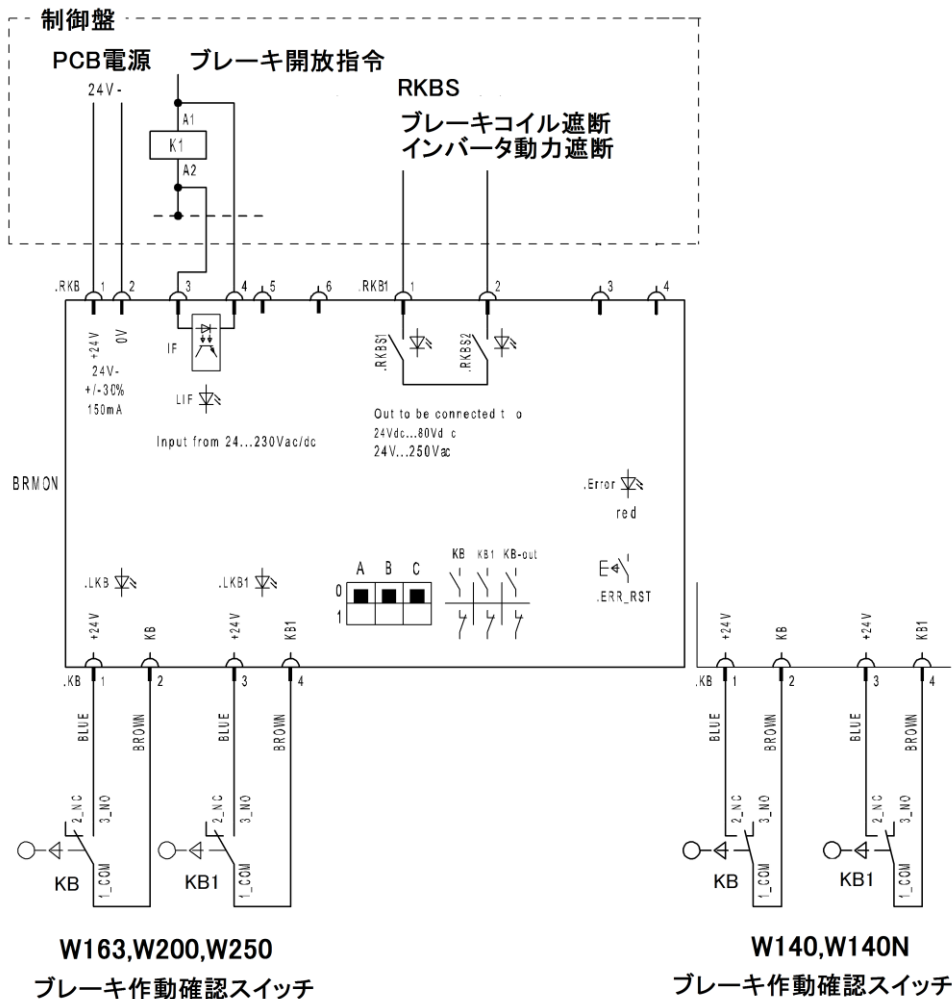 制御盤
PCB電源 ブレーキ開放指令
24V-
RKBS
ブレーキコイル遮断
インバータ動力遮断
A1
K1
A2
.RKB 1 2 3 4 5 6 .RKB1 1 2 3 4
+24V 0V
24V-
+/-30%
150mA
IF
LIF
Input from 24...230Vac/dc
.RKBS1 .RKBS2
Out to be connected t o
24Vdc...80Vd c
24V...250Vac
BRMON
.Error
red
.LKB .LKB1
A B C
0
1
KB KB1 KB-out
E
.ERR_RST
+24V KB +24V KB1
+24V KB +24V KB1
.KB 1 2 3 4
.KB 1 2 3 4
BLUE BROWN BLUE BROWN
BLUE BROWN BLUE BROWN
2_NC 3_NO 2_NC 3_NO
2_NC 3_NO 2_NC 3_NO
KB 1_COM KB1 1_COM
KB 1_COM KB1 1_COM
W163,W200,W250
ブレーキ作動確認スイッチ
W140,W140N
ブレーキ作動確認スイッチ